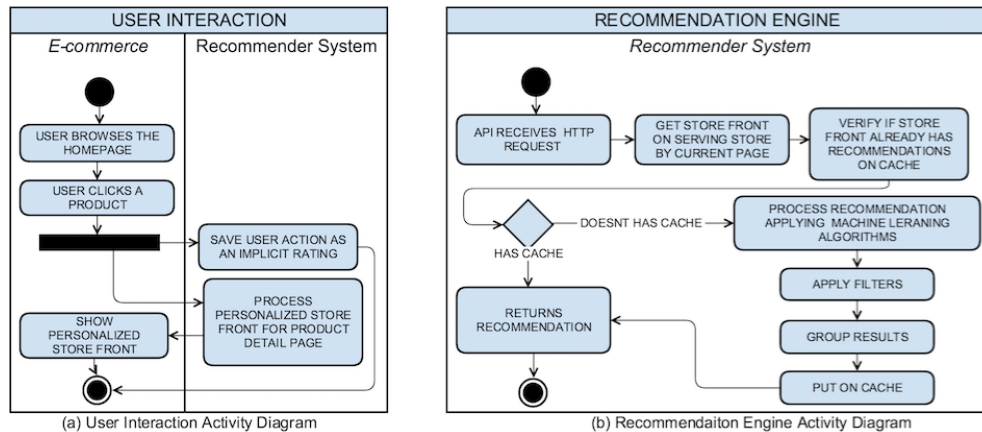 USER INTERACTION
E-commerce
Recommender System
USER BROWSES THE
HOMEPAGE
USER CLICKS A
PRODUCT
SAVE USER ACTION AS
AN IMPLICIT RATING
PROCESS
PERSONALIZED STORE
FRONT FOR PRODUCT
DETAIL PAGE
SHOW
PERSONALIZED
STORE FRONT
(a) User Interaction Activity Diagram
RECOMMENDATION ENGINE
Recommender System
API RECEIVES HTTP
REQUEST
GET STORE FRONT
ON SERVING STORE
BY CURRENT PAGE
VERIFY IF STORE
FRONT ALREADY HAS
RECOMMENDATIONS
ON CACHE
DOESNT HAS CACHE
HAS CACHE
PROCESS RECOMMENDATION
APPLYING MACHINE LERANING
ALGORITHMS
APPLY FILTERS
GROUP RESULTS
PUT ON CACHE
RETURNS
RECOMMENDATION
(b) Recommendaiton Engine Activity Diagram